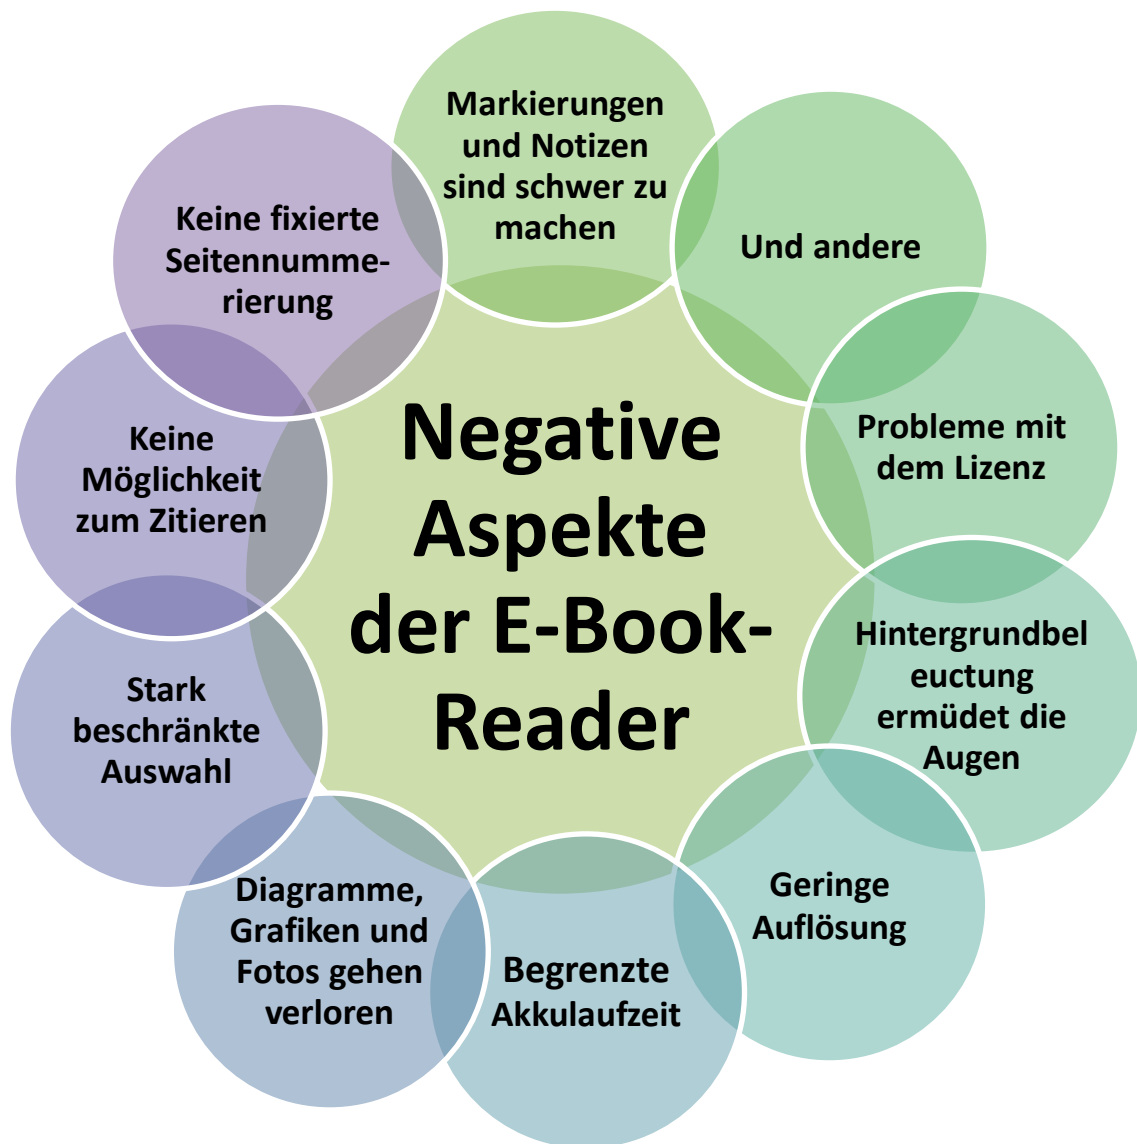 Negative
Aspekte
der E-Book-
Reader
Markierungen
und Notizen
sind schwer zu
machen
Und andere
Probleme mit
dem Lizenz
Hintergrundbel
euctung
ermüdet die
Augen
Geringe
Auflösung
Begrenzte
Akkulaufzeit
Diagramme,
Grafiken und
Fotos gehen
verloren
Stark
beschränkte
Auswahl
Keine
Möglichkeit
zum Zitieren
Keine fixierte
Seitennumme-
rierung